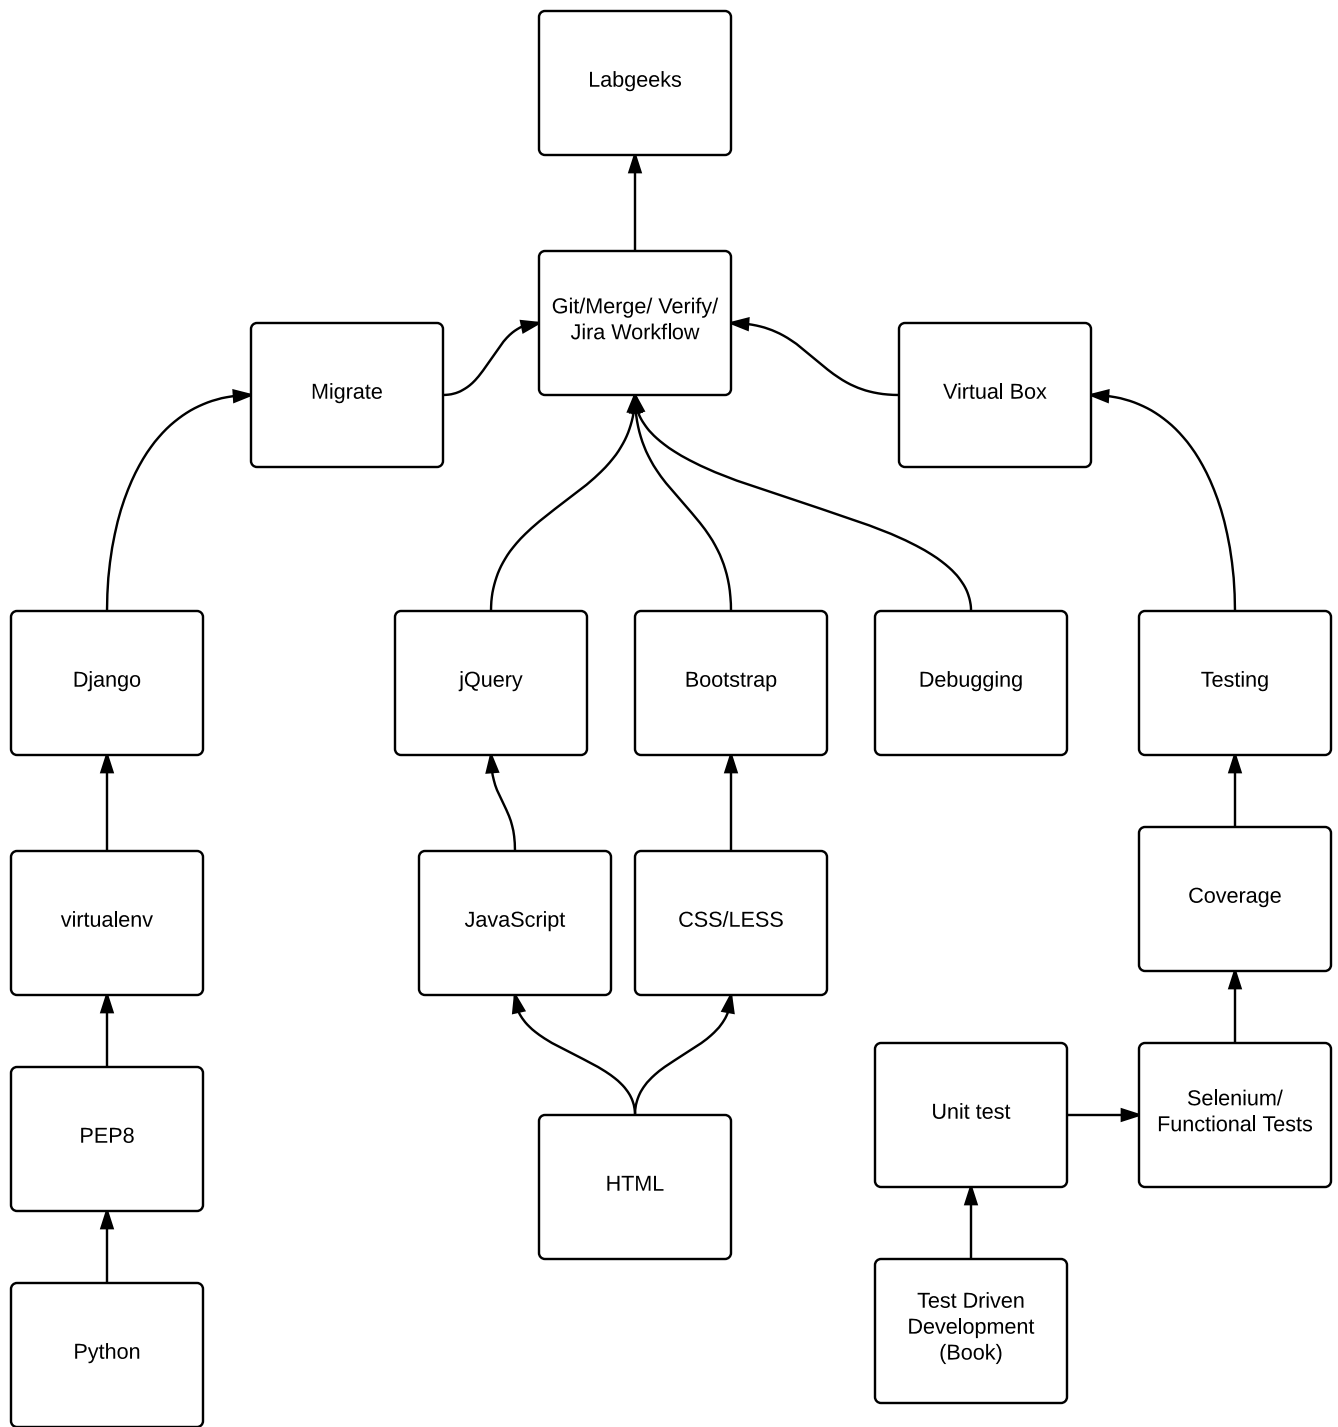 Labgeeks
Git/Merge/ Verify/
Jira Workflow
Migrate
Virtual Box
Django
jQuery
Bootstrap
Debugging
Testing
virtualenv
JavaScript
CSS/LESS
Coverage
PEP8
HTML
Unit test
Selenium/
Functional Tests
Python
Test Driven
Development
(Book)